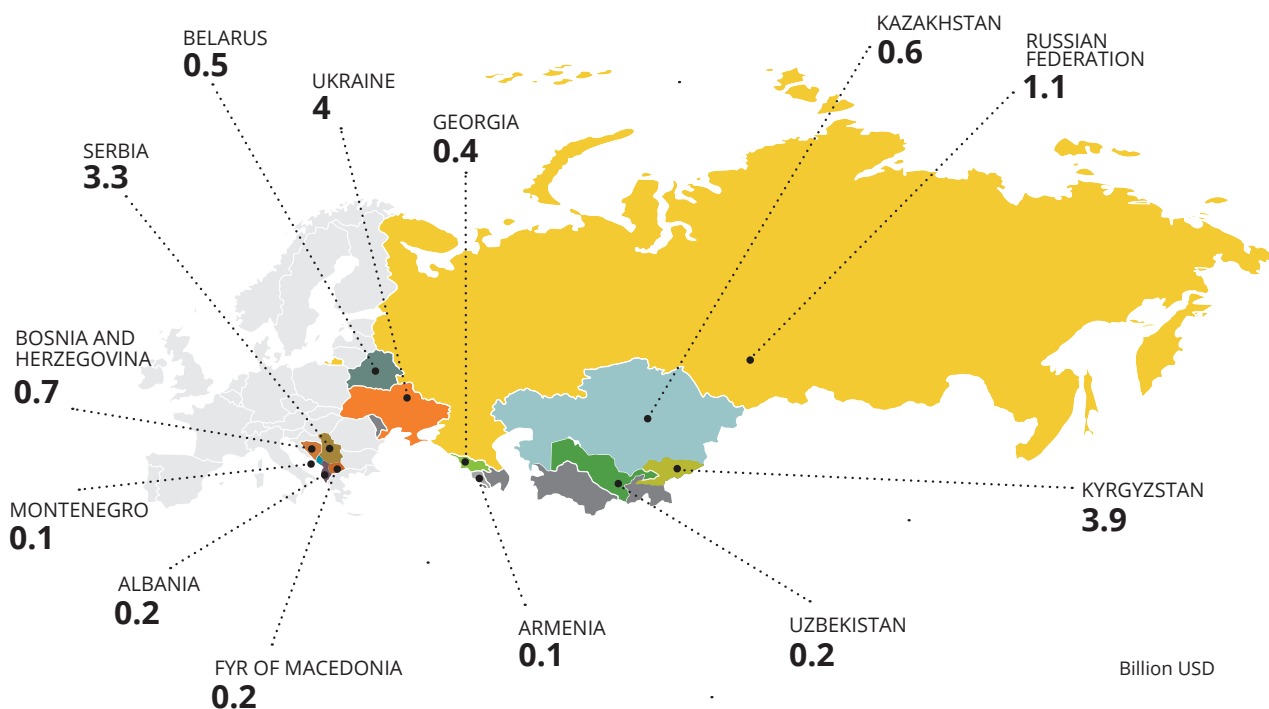 BELARUS
0.5
UKRAINE
4
GEORGIA
0.4
SERBIA
3.3
KAZAKHSTAN
0.6
RUSSIAN
FEDERATION
1.1
BOSNIA AND
HERZEGOVINA
0.7
MONTENEGRO
0.1
ALBANIA
0.2
FYR OF MACEDONIA
0.2
ARMENIA
0.1
UZBEKISTAN
0.2
KYRGYZSTAN
3.9
Billion USD